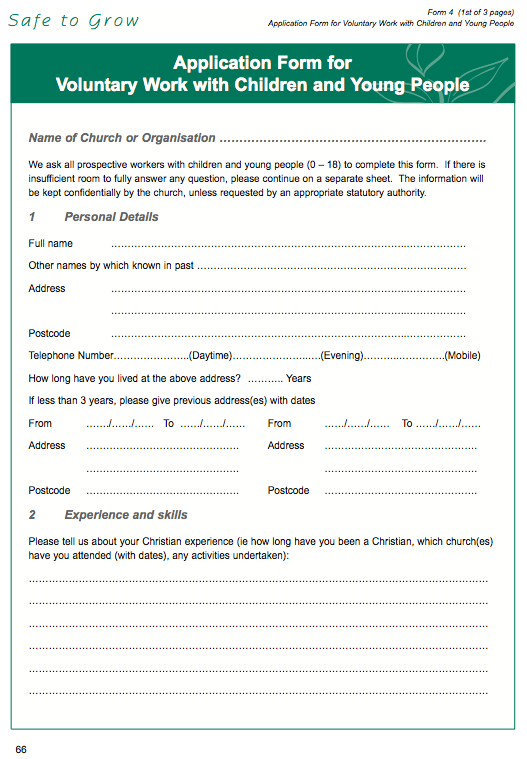 Safe to Grow
Form 4 (1st of 3 pages)
Application Form for Voluntary Work with Children and Young People
Application Form for
Voluntary Work with Children and Young People
Name of Church or Organisation ……………………………………………………………
We ask all prospective workers with children and young people (0 – 18) to complete this form. If there is
insufficient room to fully answer any question, please continue on a separate sheet. The information will
be kept confidentially by the church, unless requested by an appropriate statutory authority.
1 Personal Details
Full name ……………………………………………………………………………………
Other names by which known in past ………………………………………………………………
Address ……………………………………………………………………………………
……………………………………………………………………………………
Postcode ……………………………………………………………………………………
Telephone Number…………………..(Daytime)……………………..(Evening)…………………..(Mobile)
How long have you lived at the above address? ……….. Years
If less than 3 years, please give previous address(es) with dates
From ……/……/…… To ……/……/…… From ……/……/…… To ……/……/……
Address ……………………………………… Address ………………………………………
……………………………………… ………………………………………
Postcode ……………………………………… Postcode ………………………………………
2 Experience and skills
Please tell us about your Christian experience (ie how long have you been a Christian, which church(es)
have you attended (with dates), any activities undertaken):
……………………………………………………………………………………………………………
……………………………………………………………………………………………………………
……………………………………………………………………………………………………………
……………………………………………………………………………………………………………
……………………………………………………………………………………………………………
……………………………………………………………………………………………………………
66